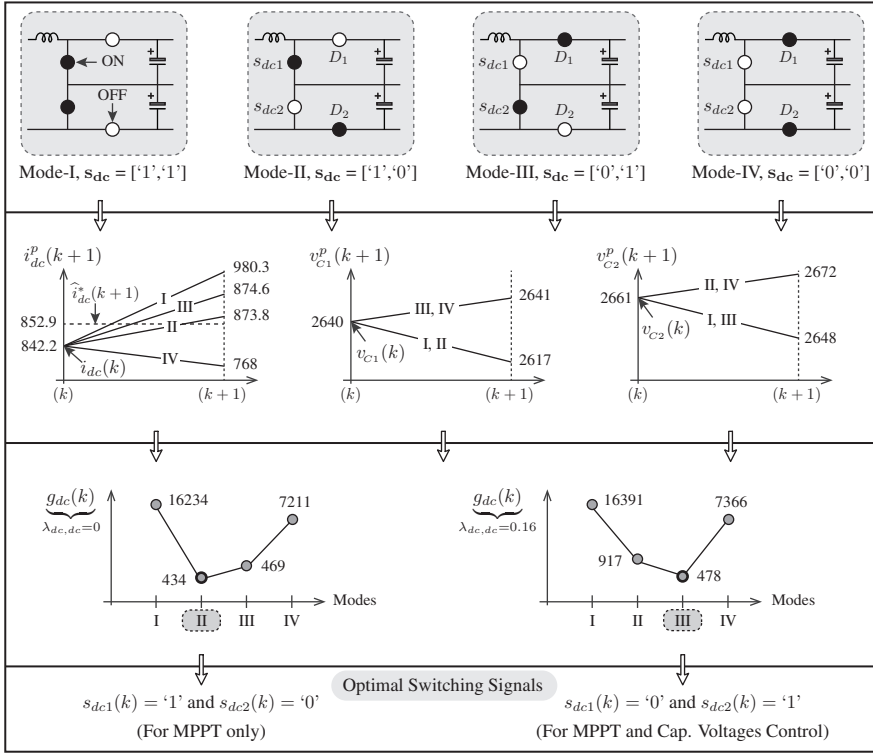 ON
OFF
s_dc1
s_dc2
D_1
D_2
s_dc1
s_dc2
D_1
D_2
s_dc1
s_dc2
D_1
D_2
Mode-I, s_dc = ['1','1']
Mode-II, s_dc = ['1','0']
Mode-III, s_dc = ['0','1']
Mode-IV, s_dc = ['0','0']
i^p_dc(k+1)
î*_dc(k+1)
852.9
842.2
I
III
II
IV
980.3
874.6
873.8
768
i_dc(k)
(k)
(k+1)
v^p_C1(k+1)
2640
III, IV
I, II
2641
2617
v_C1(k)
(k)
(k+1)
v^p_C2(k+1)
2661
II, IV
I, III
2672
2648
v_C2(k)
(k)
(k+1)
g_dc(k)
λ_dc,dc=0
16234
434
469
7211
Modes
I II III IV
g_dc(k)
λ_dc,dc=0.16
16391
917
478
7366
Modes
I II III IV
Optimal Switching Signals
s_dc1(k) = '1' and s_dc2(k) = '0'
(For MPPT only)
s_dc1(k) = '0' and s_dc2(k) = '1'
(For MPPT and Cap. Voltages Control)